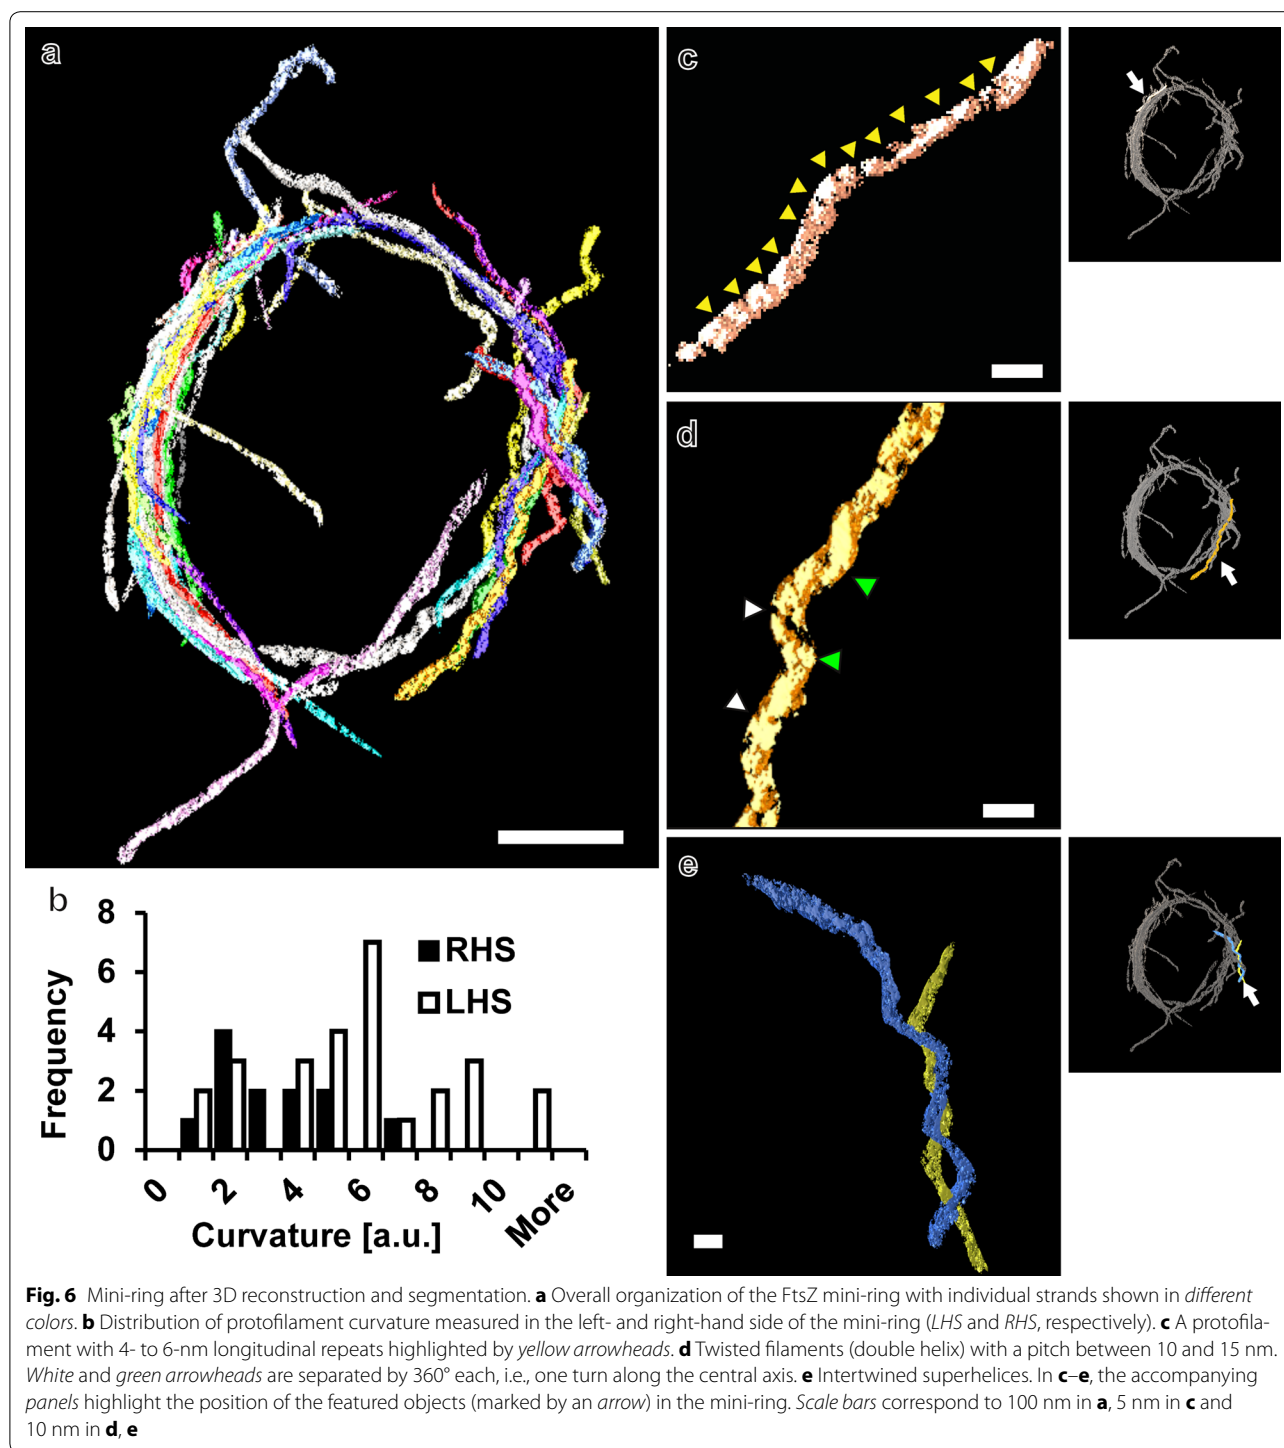 a
c
d
e
b
8
6
4
2
0
Frequency
RHS
LHS
0
2
4
6
8
10
More
Curvature [a.u.]
Fig. 6 Mini-ring after 3D reconstruction and segmentation. a Overall organization of the FtsZ mini-ring with individual strands shown in different
colors. b Distribution of protofilament curvature measured in the left- and right-hand side of the mini-ring (LHS and RHS, respectively). c A protofila-
ment with 4- to 6-nm longitudinal repeats highlighted by yellow arrowheads. d Twisted filaments (double helix) with a pitch between 10 and 15 nm.
White and green arrowheads are separated by 360° each, i.e., one turn along the central axis. e Intertwined superhelices. In c–e, the accompanying
panels highlight the position of the featured objects (marked by an arrow) in the mini-ring. Scale bars correspond to 100 nm in a, 5 nm in c and
10 nm in d, e